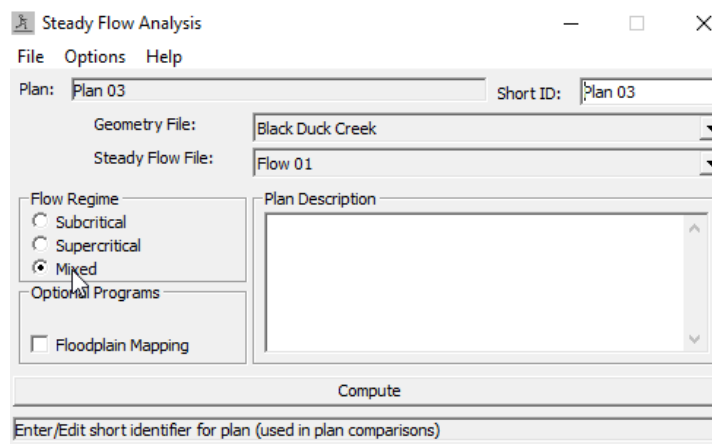 Steady Flow Analysis
File Options Help
Plan: Plan 03 Short ID: Plan 03
Geometry File: Black Duck Creek
Steady Flow File: Flow 01
Flow Regime
Subcritical
Supercritical
Mixed
Optional Programs
Floodplain Mapping
Plan Description
Compute
Enter/Edit short identifier for plan (used in plan comparisons)